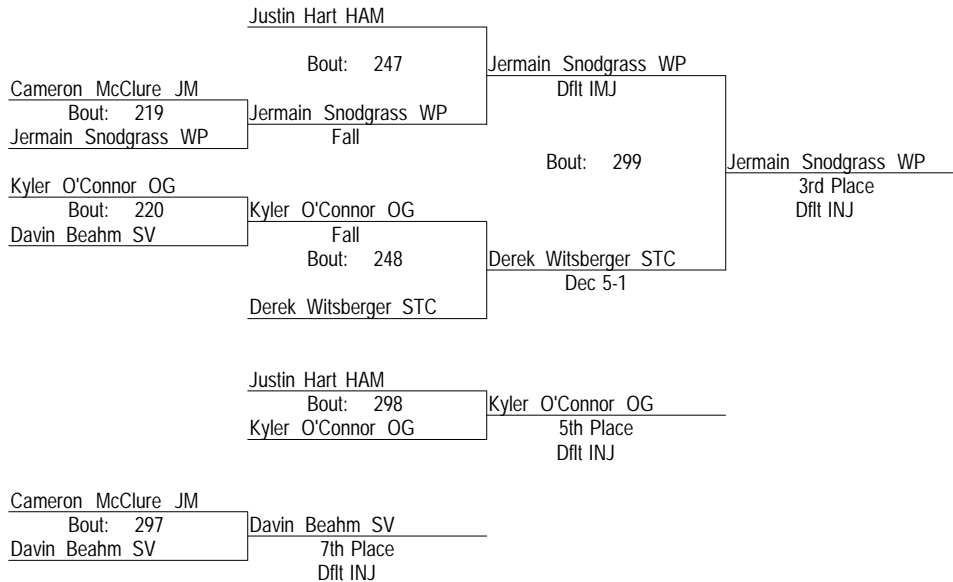 Justin Hart HAM
Bout: 247
Jermain Snodgrass WP
Dflt IMJ
Cameron McClure JM
Bout: 219
Jermain Snodgrass WP
Jermain Snodgrass WP
Fall
Bout: 299
Jermain Snodgrass WP
3rd Place
Dflt INJ
Kyler O'Connor OG
Bout: 220
Davin Beahm SV
Kyler O'Connor OG
Fall
Bout: 248
Derek Witsberger STC
Dec 5-1
Derek Witsberger STC
Justin Hart HAM
Bout: 298
Kyler O'Connor OG
Kyler O'Connor OG
5th Place
Dflt INJ
Cameron McClure JM
Bout: 297
Davin Beahm SV
Davin Beahm SV
7th Place
Dflt INJ